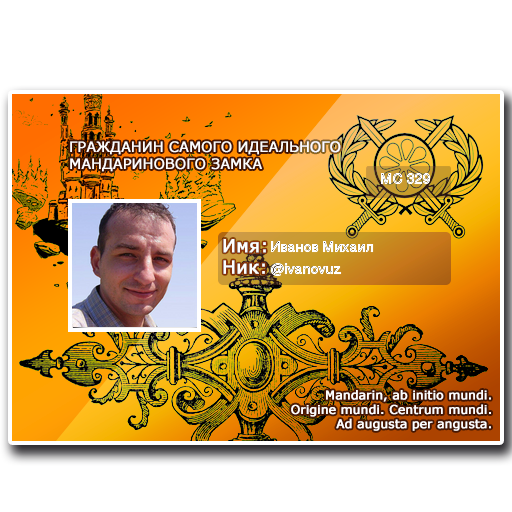 ГРАЖДАНИН САМОГО ИДЕАЛЬНОГО
МАНДАРИНОВОГО ЗАМКА
МС 329
Имя: Иванов Михаил
Ник: @ivanovuz
Mandarin, ab initio mundi.
Origine mundi. Centrum mundi.
Ad augusta per angusta.